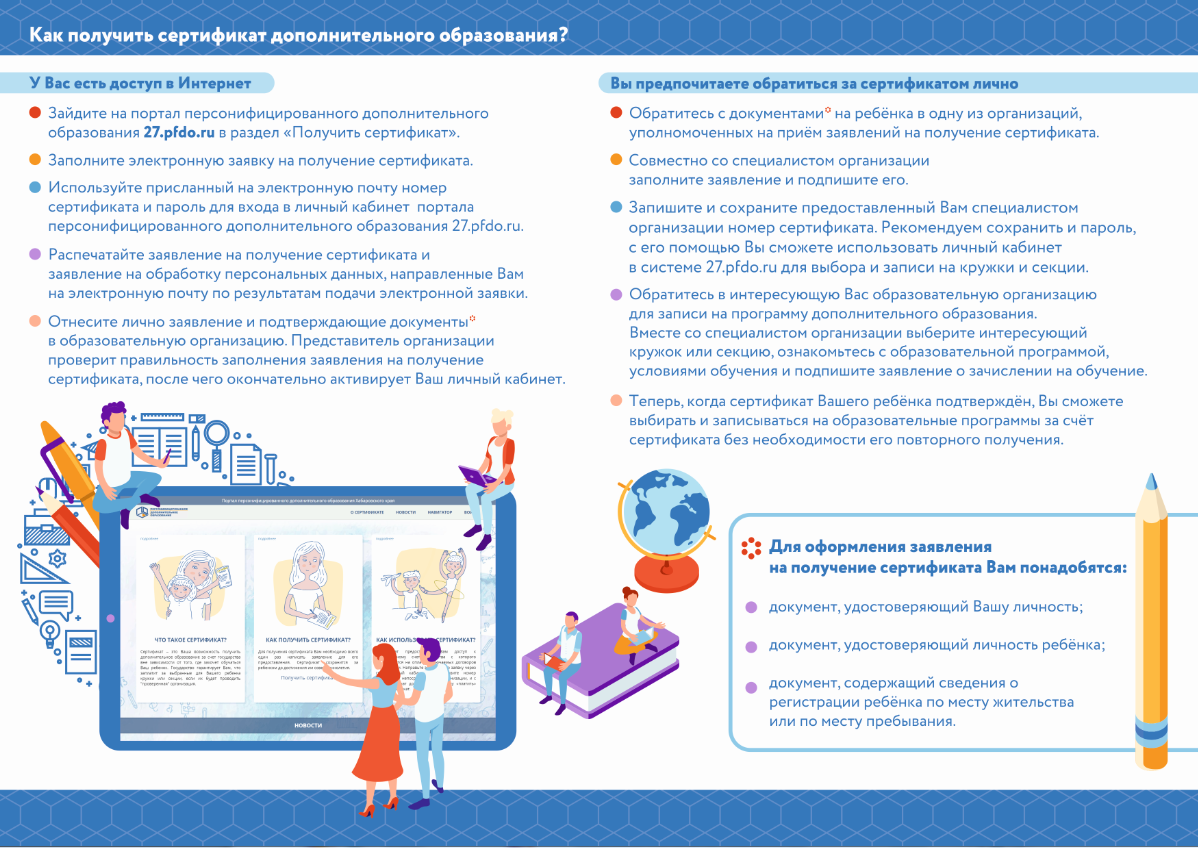 Как получить сертификат дополнительного образования?
У Вас есть доступ в Интернет
Зайдите на портал персонифицированного дополнительного
образования 27.pfdo.ru в раздел «Получить сертификат».
Заполните электронную заявку на получение сертификата.
Используйте присланный на электронную почту номер
сертификата и пароль для входа в личный кабинет портала
персонифицированного дополнительного образования 27.pfdo.ru.
Распечатайте заявление на получение сертификата и
заявление на обработку персональных данных, направленные Вам
на электронную почту по результатам подачи электронной заявки.
Отнесите лично заявление и подтверждающие документы*
в образовательную организацию. Представитель организации
проверит правильность заполнения заявления на получение
сертификата, после чего окончательно активирует Ваш личный кабинет.
Вы предпочитаете обратиться за сертификатом лично
Обратитесь с документами* на ребёнка в одну из организаций,
уполномоченных на приём заявлений на получение сертификата.
Совместно со специалистом организации
заполните заявление и подпишите его.
Запишите и сохраните предоставленный Вам специалистом
организации номер сертификата. Рекомендуем сохранить и пароль,
с его помощью Вы сможете использовать личный кабинет
в системе 27.pfdo.ru для выбора и записи на кружки и секции.
Обратитесь в интересующую Вас образовательную организацию
для записи на программу дополнительного образования.
Вместе со специалистом организации выберите интересующий
кружок или секцию, ознакомьтесь с образовательной программой,
условиями обучения и подпишите заявление о зачислении на обучение.
Теперь, когда сертификат Вашего ребёнка подтверждён, Вы сможете
выбирать и записываться на образовательные программы за счёт
сертификата без необходимости его повторного получения.
Портал персонифицированного дополнительного образования Хабаровского края
О СЕРТИФИКАТЕ НОВОСТИ НАВИГАТОР
ЧТО ТАКОЕ СЕРТИФИКАТ?
КАК ПОЛУЧИТЬ СЕРТИФИКАТ?
НОВОСТИ
Для оформления заявления
на получение сертификата Вам понадобятся:
документ, удостоверяющий Вашу личность;
документ, удостоверяющий личность ребёнка;
документ, содержащий сведения о
регистрации ребёнка по месту жительства
или по месту пребывания.